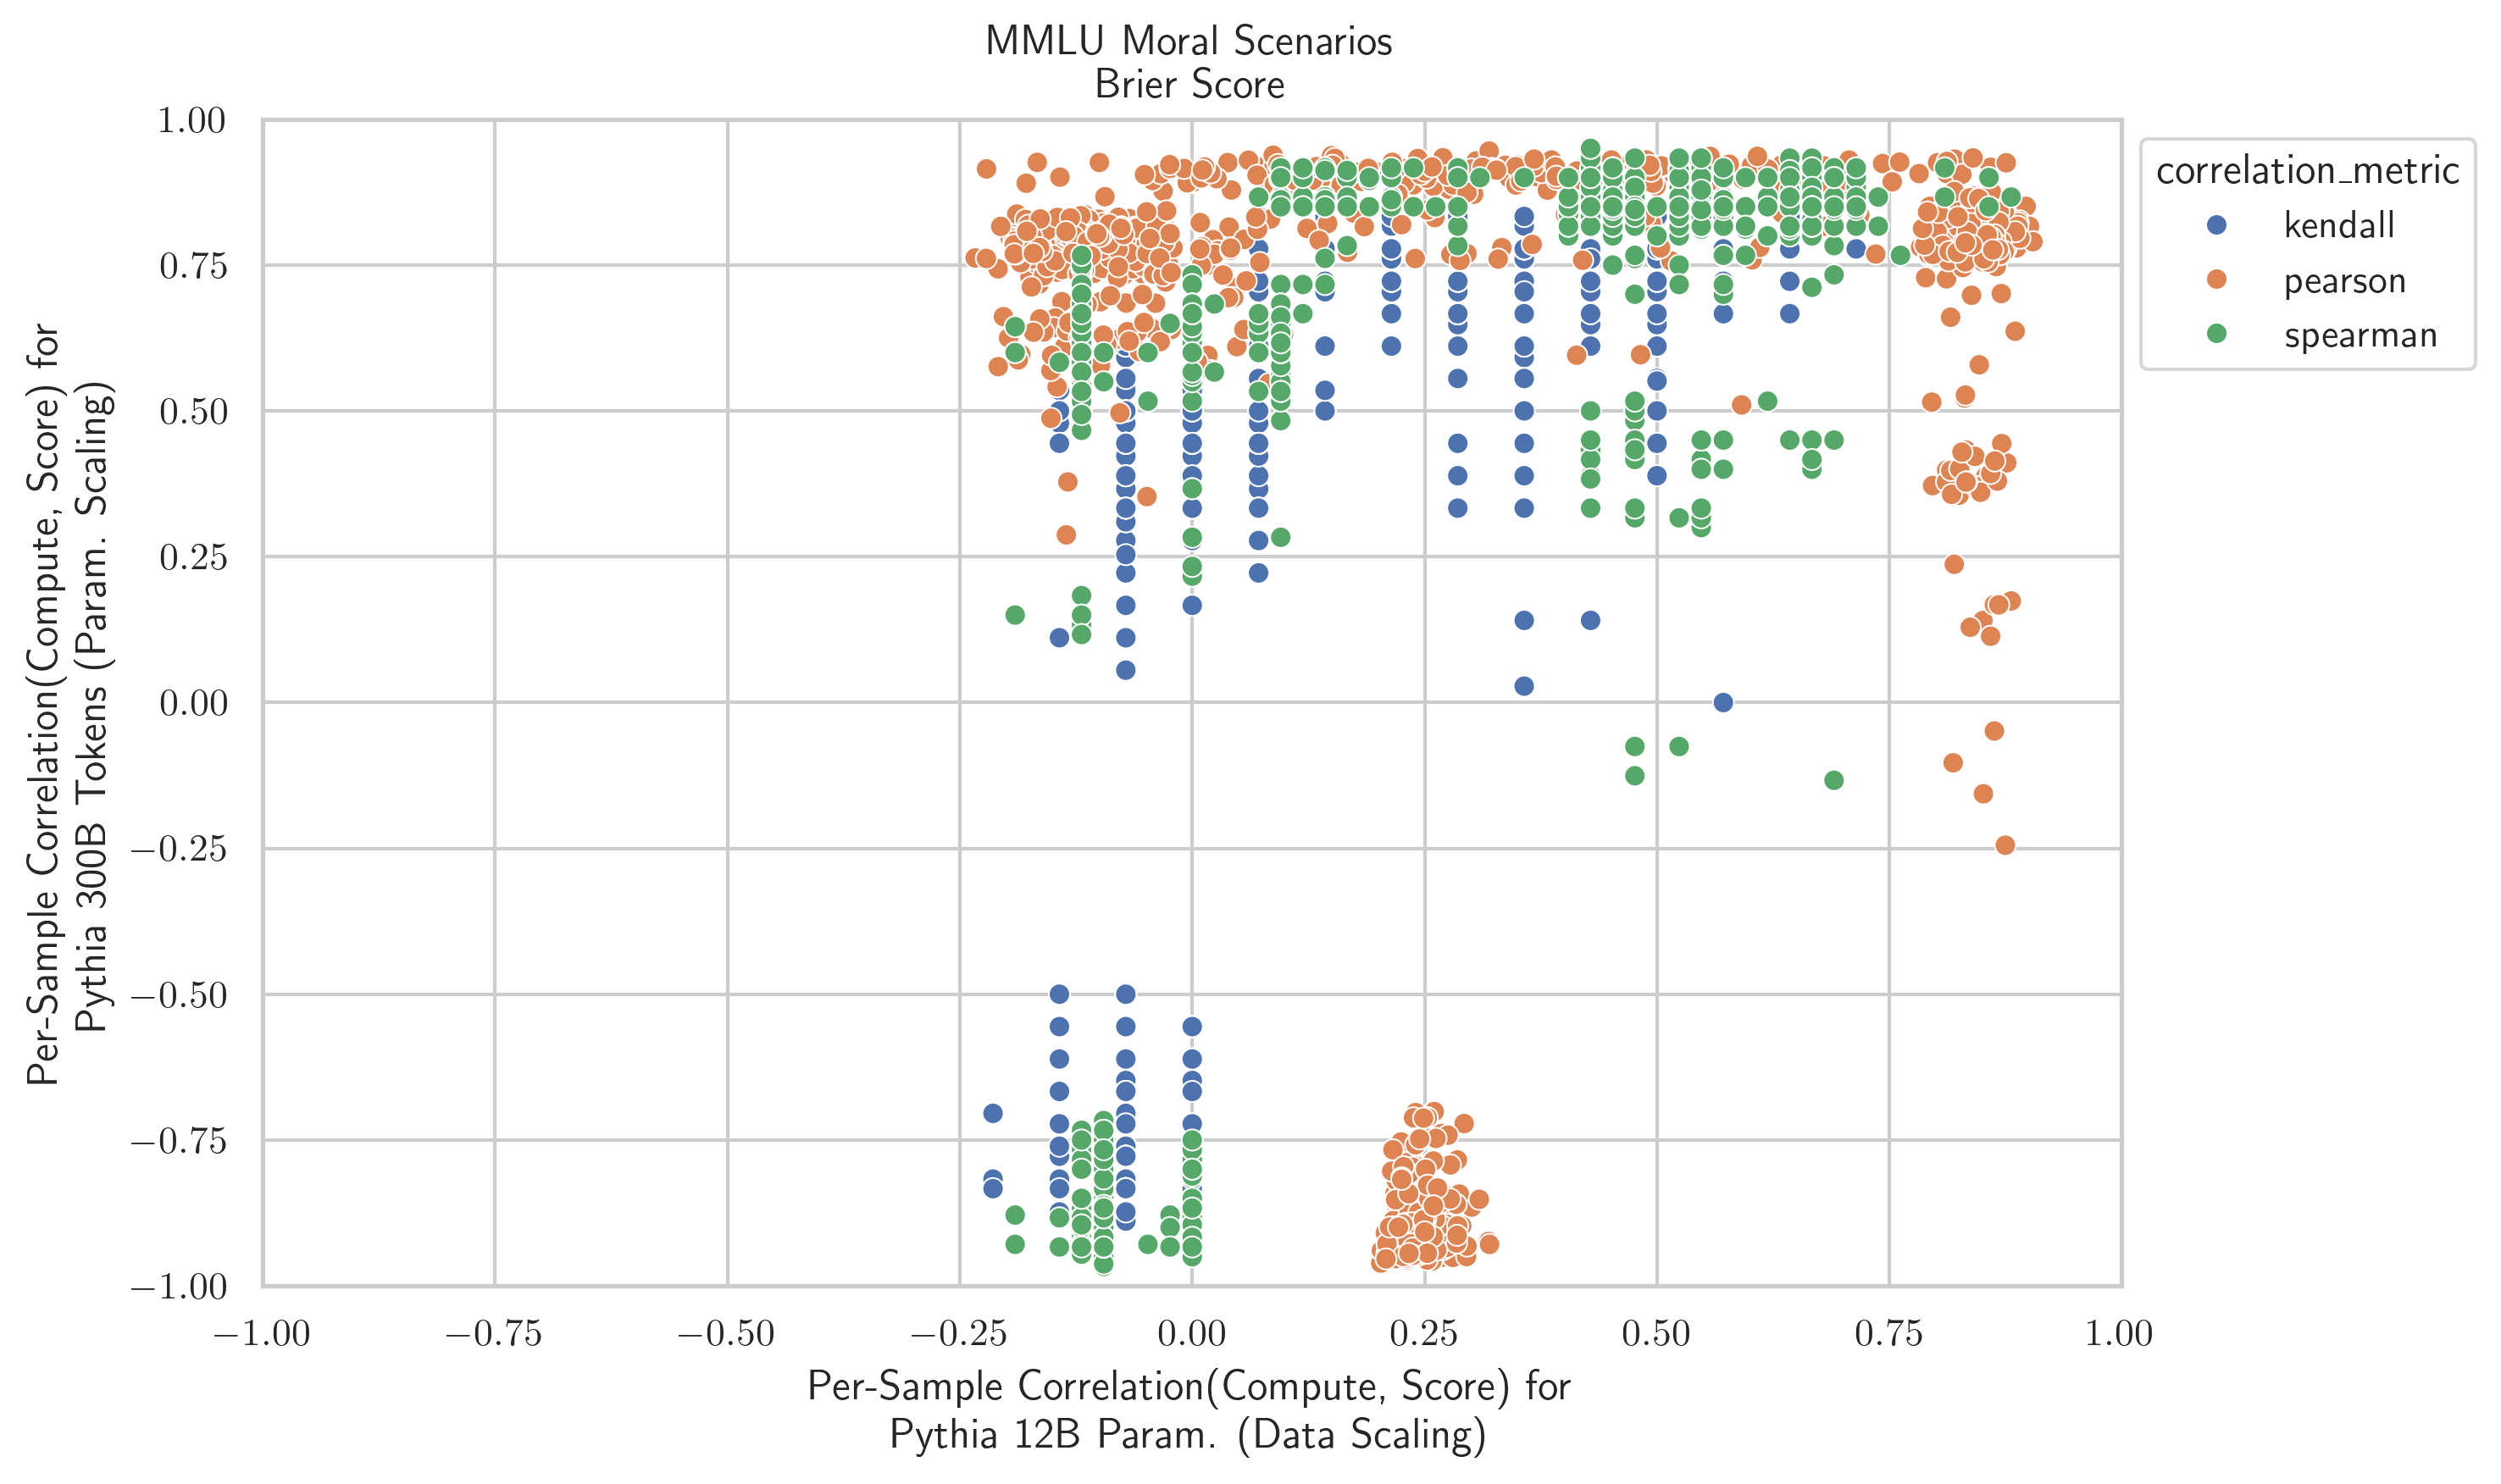 MMLU Moral Scenarios
Brier Score
Per-Sample Correlation(Compute, Score) for
Pythia 300B Tokens (Param. Scaling)
1.00
0.75
0.50
0.25
0.00
−0.25
−0.50
−0.75
−1.00
−1.00 −0.75 −0.50 −0.25 0.00 0.25 0.50 0.75 1.00
Per-Sample Correlation(Compute, Score) for
Pythia 12B Param. (Data Scaling)
correlation_metric
kendall
pearson
spearman